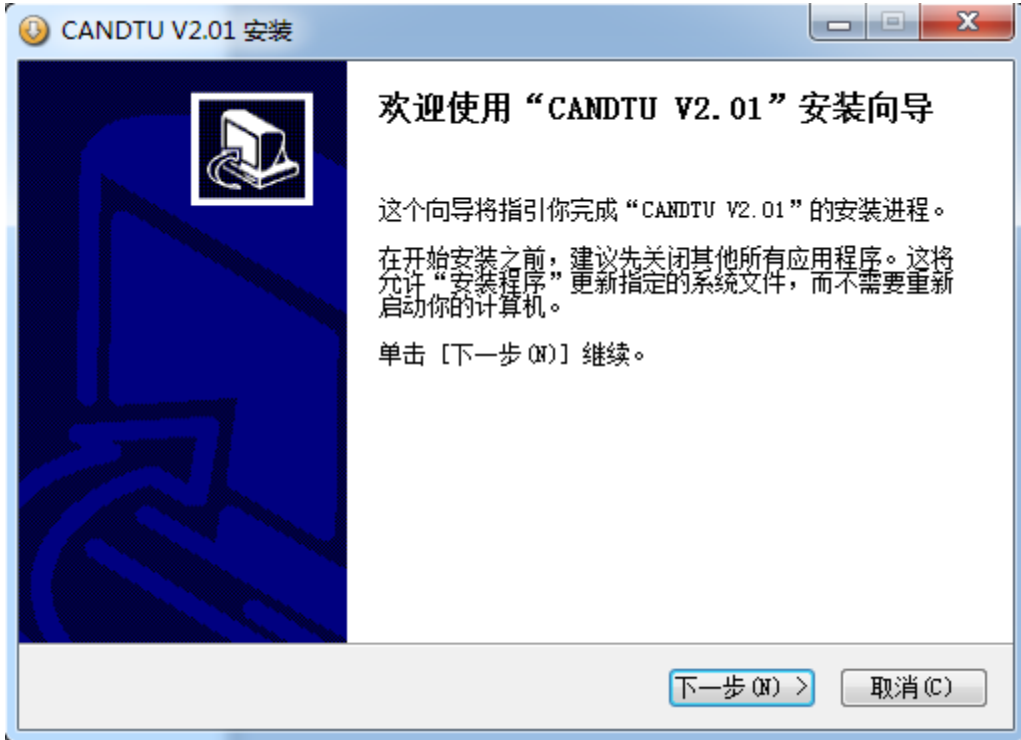 CANDTU V2.01 安装
欢迎使用“CANDTU V2.01”安装向导
这个向导将指引你完成“CANDTU V2.01”的安装进程。
在开始安装之前，建议先关闭其他所有应用程序。这将
允许“安装程序”更新指定的系统文件，而不需要重新
启动你的计算机。
单击 [下一步(N)] 继续。
下一步(N) >
取消(C)